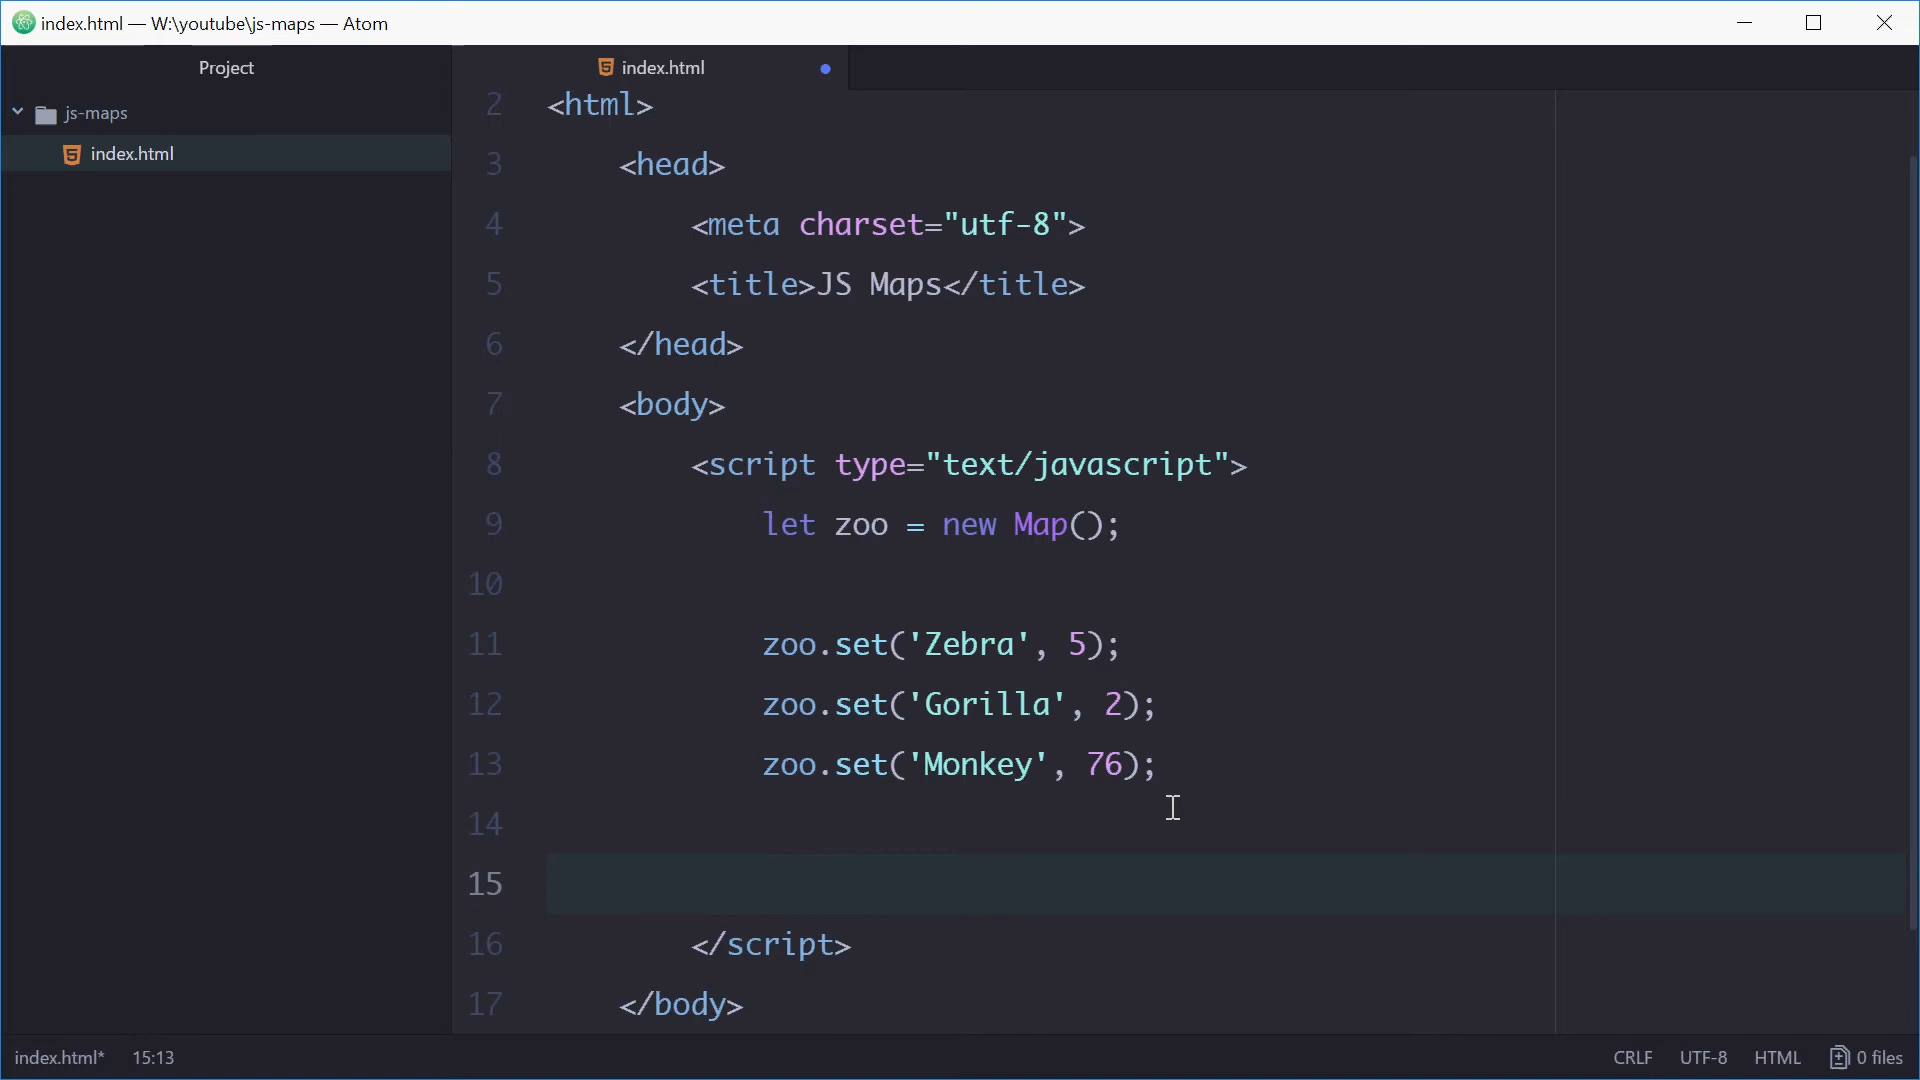 index.html — W:\youtube\js-maps — Atom
Project
js-maps
index.html
index.html
2 <html>
3 <head>
4 <meta charset="utf-8">
5 <title>JS Maps</title>
6 </head>
7 <body>
8 <script type="text/javascript">
9 let zoo = new Map();
10
11 zoo.set('Zebra', 5);
12 zoo.set('Gorilla', 2);
13 zoo.set('Monkey', 76);
14
15
16 </script>
17 </body>
index.html* 15:13 CRLF UTF-8 HTML 0 files